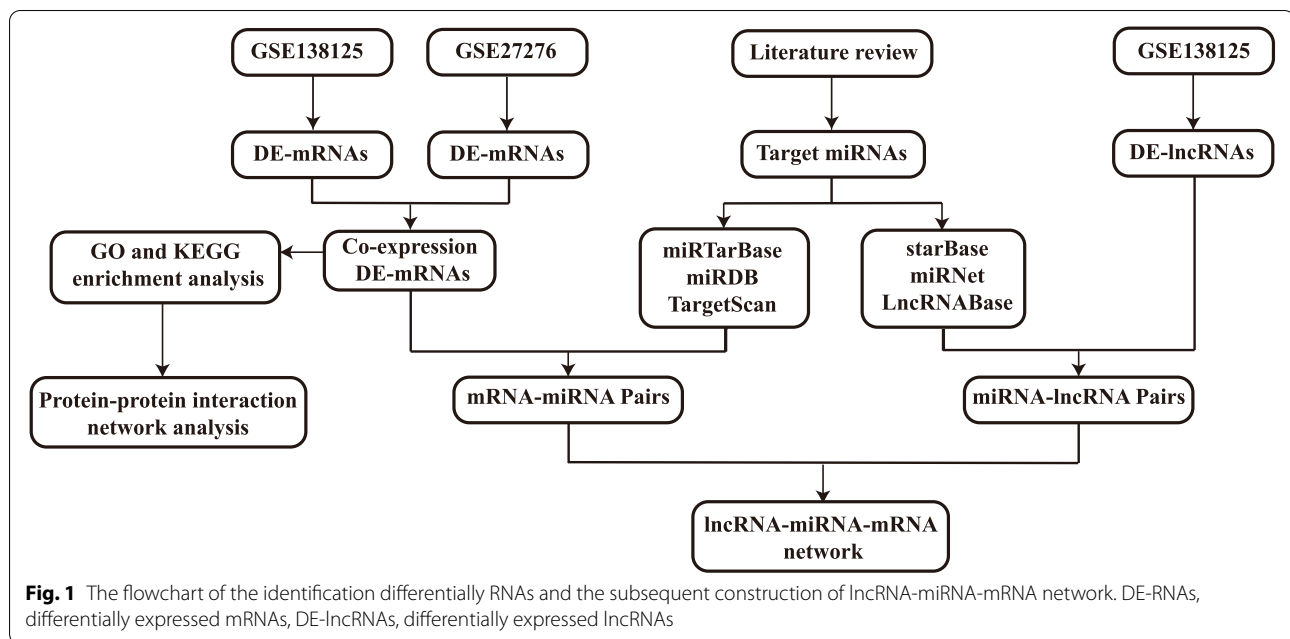 GSE138125
GSE27276
Literature review
GSE138125
DE-mRNAs
DE-mRNAs
Target miRNAs
DE-lncRNAs
GO and KEGG
enrichment analysis
Co-expression
DE-mRNAs
miRTarBase
miRDB
TargetScan
starBase
miRNet
LncRNABase
Protein-protein interaction
network analysis
mRNA-miRNA Pairs
miRNA-lncRNA Pairs
lncRNA-miRNA-mRNA
network
Fig. 1 The flowchart of the identification differentially RNAs and the subsequent construction of lncRNA-miRNA-mRNA network. DE-RNAs,
differentially expressed mRNAs, DE-lncRNAs, differentially expressed lncRNAs